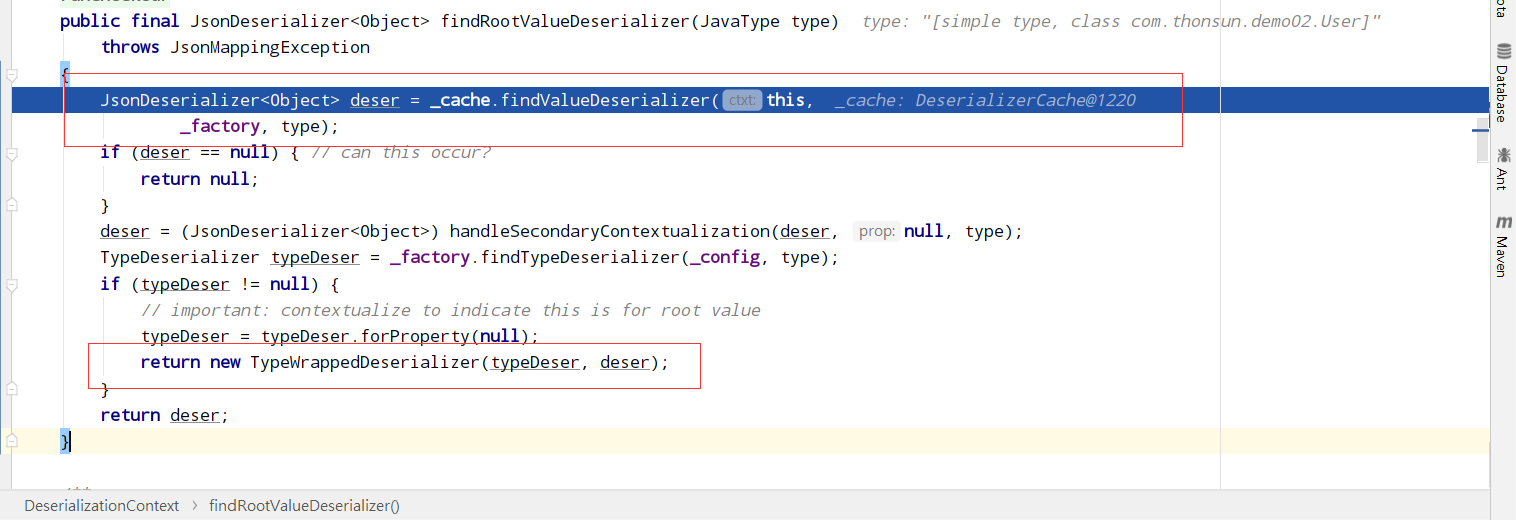 public final JsonDeserializer<Object> findRootValueDeserializer(JavaType type)  type: "[simple type, class com.thonsun.demo02.User]"
throws JsonMappingException
{
JsonDeserializer<Object> deser = _cache.findValueDeserializer( ctxt: this,  _cache: DeserializerCache@1220
_factory, type);
if (deser == null) { // can this occur?
return null;
}
deser = (JsonDeserializer<Object>) handleSecondaryContextualization(deser,  prop: null, type);
TypeDeserializer typeDeser = _factory.findTypeDeserializer(_config, type);
if (typeDeser != null) {
// important: contextualize to indicate this is for root value
typeDeser = typeDeser.forProperty(null);
return new TypeWrappedDeserializer(typeDeser, deser);
}
return deser;
}
DeserializationContext › findRootValueDeserializer()
Database
Ant
m Maven